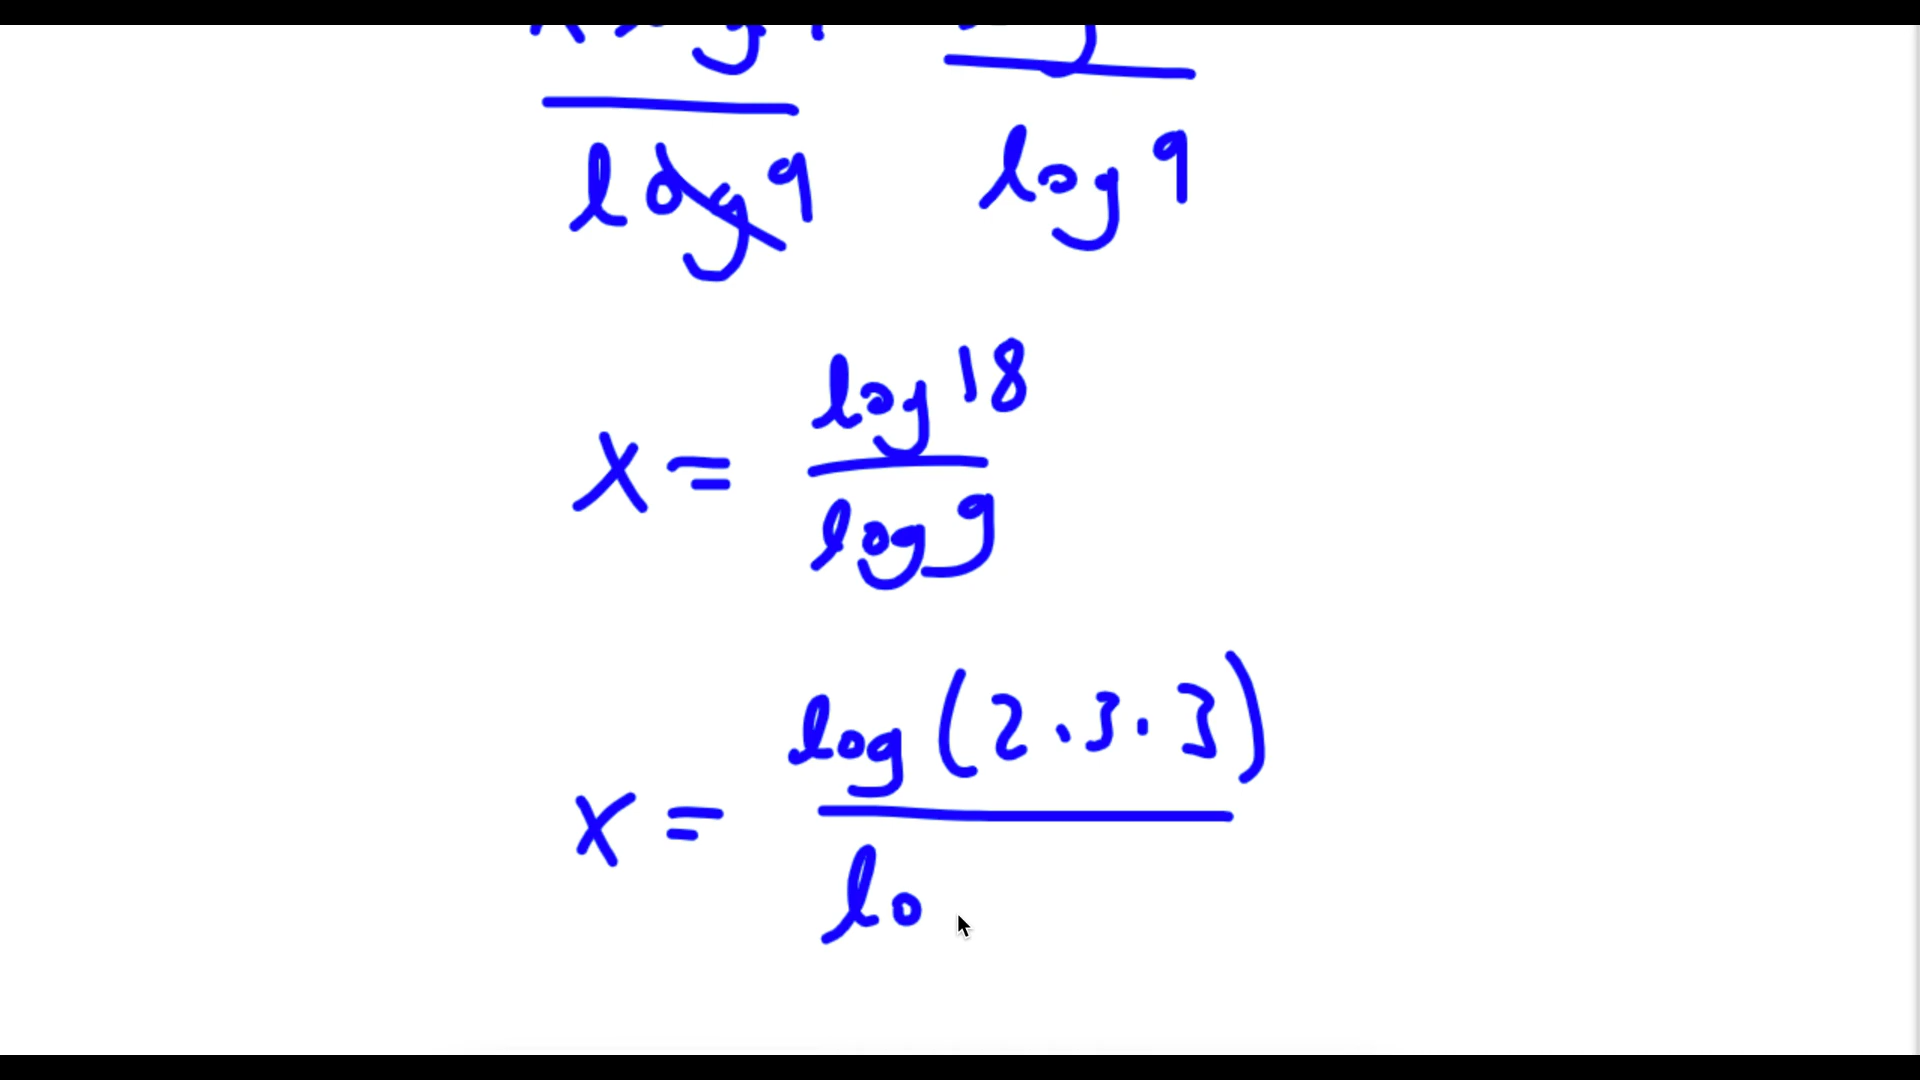 log 9 log 9
x = log 18 / log 9
x = log (2 . 3 . 3) / lo